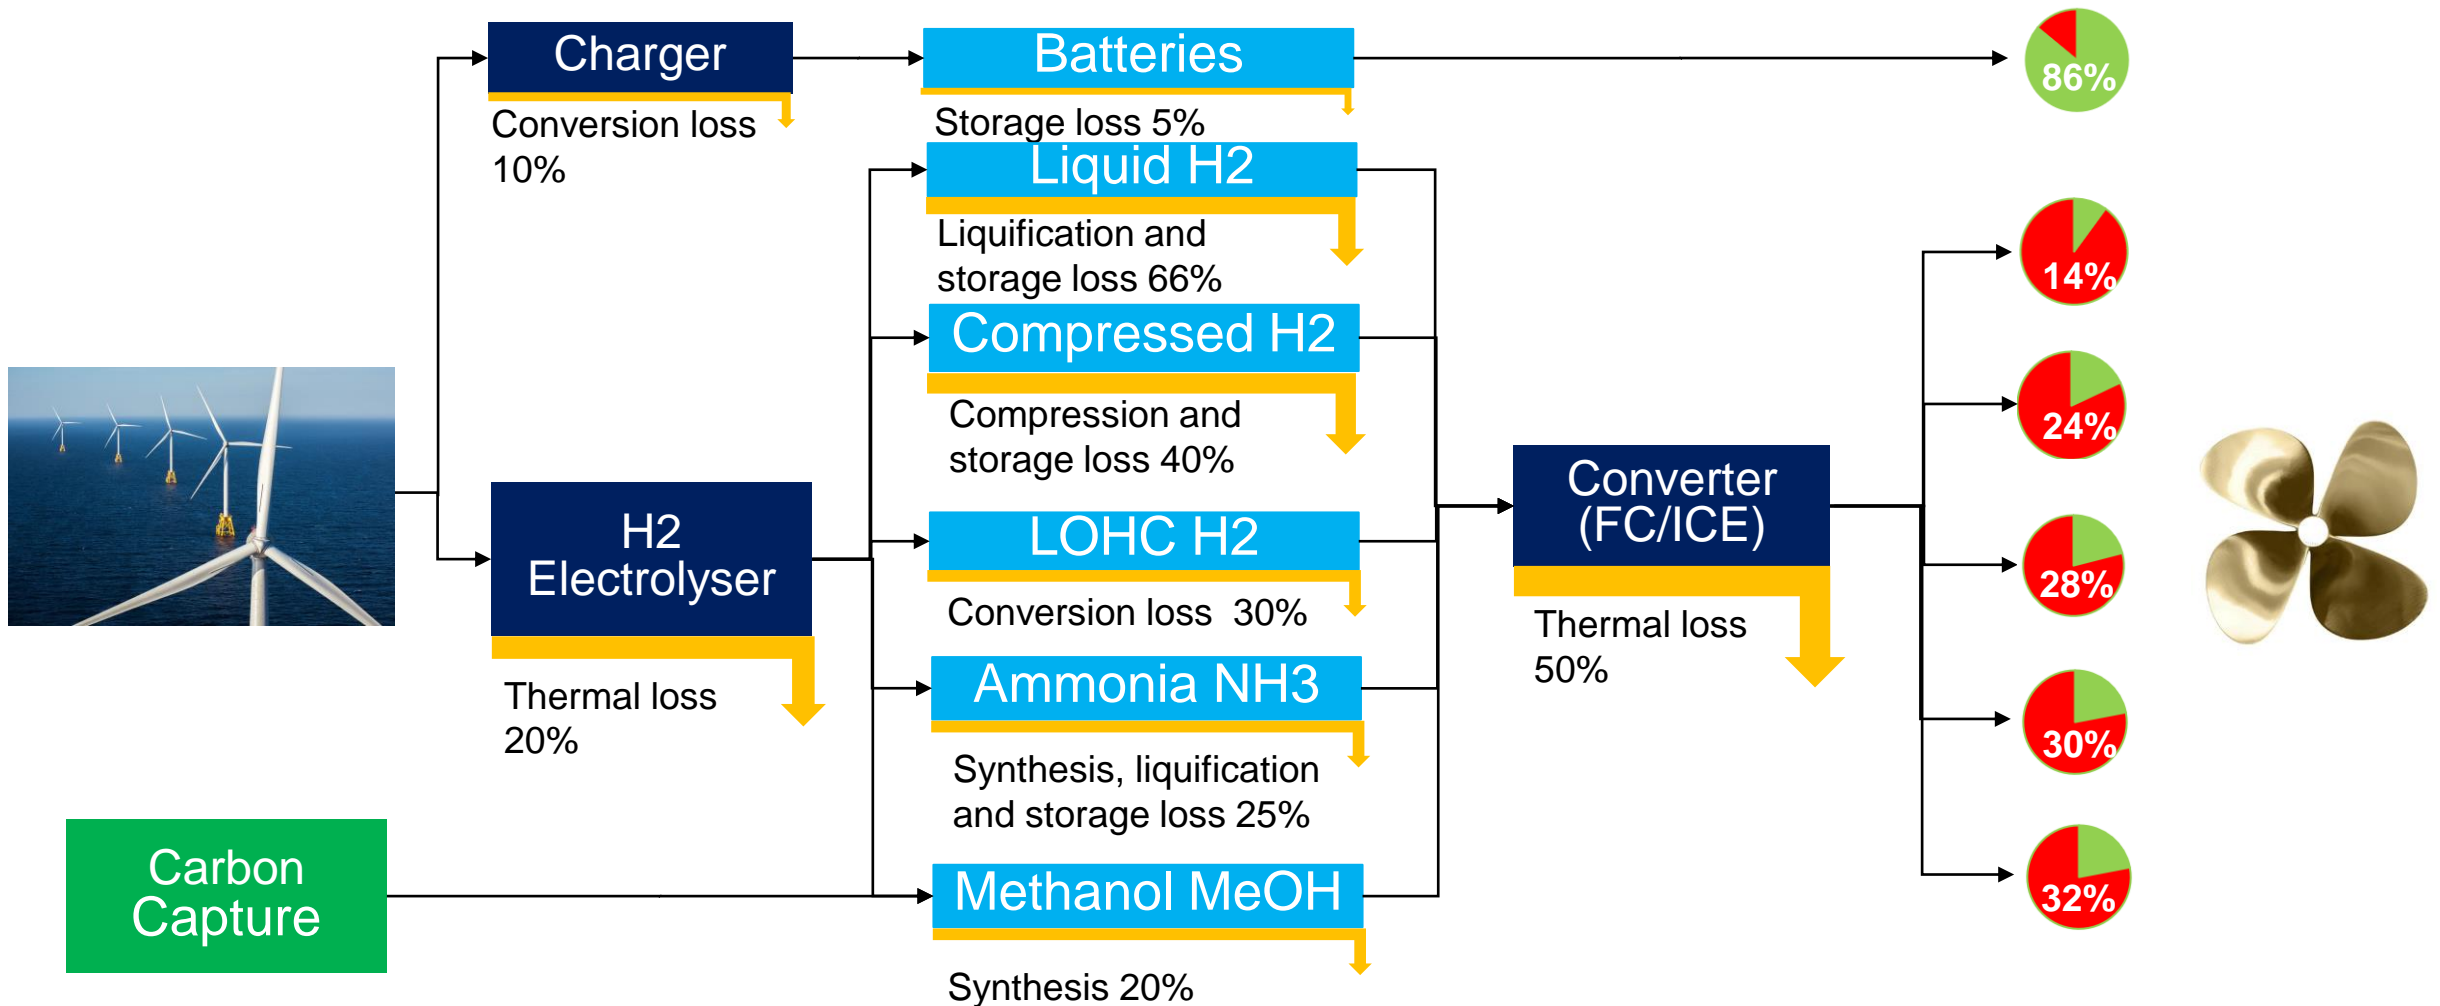 Charger
Conversion loss
10%
Batteries
Storage loss 5%
86%
Liquid H2
Liquification and
storage loss 66%
14%
Compressed H2
Compression and
storage loss 40%
24%
H2
Electrolyser
Thermal loss
20%
LOHC H2
Conversion loss 30%
Converter
(FC/ICE)
Thermal loss
50%
28%
Ammonia NH3
Synthesis, liquification
and storage loss 25%
30%
Carbon
Capture
Methanol MeOH
Synthesis 20%
32%